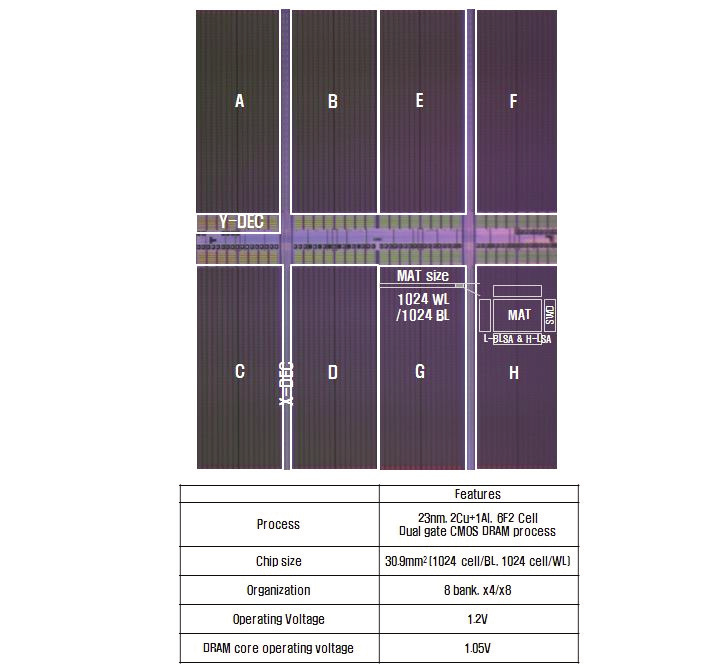 A
B
E
F
Y-DEC
MAT size
1024 WL
/1024 BL
MAT
SWD
L-BLSA & H-LSA
C
X-DEC
D
G
H
Features
Process
23nm, 2Cu+1Al, 6F2 Cell
Dual gate CMOS DRAM process
Chip size
30.9mm² (1024 cell/BL, 1024 cell/WL)
Organization
8 bank, x4/x8
Operating Voltage
1.2V
DRAM core operating voltage
1.05V